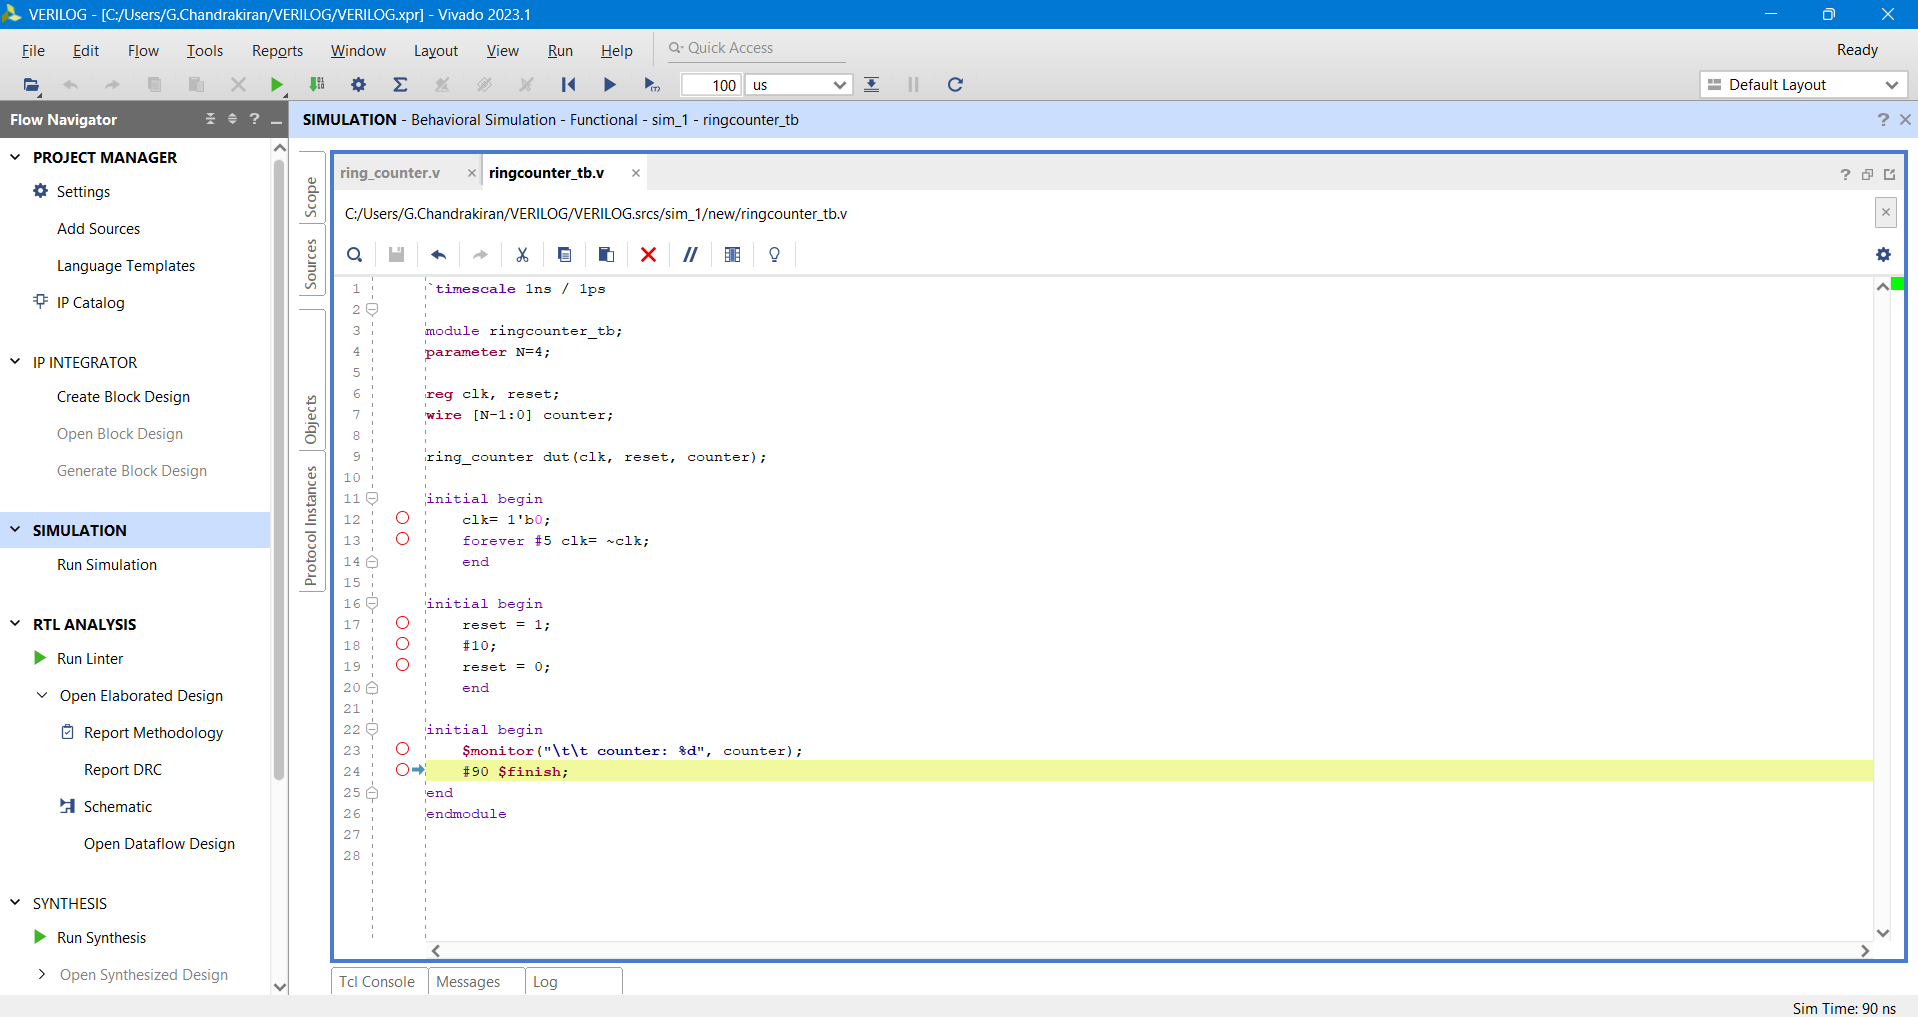 VERILOG - [C:/Users/G.Chandrakiran/VERILOG/VERILOG.xpr] - Vivado 2023.1
File Edit Flow Tools Reports Window Layout View Run Help Quick Access Ready
100 us Default Layout
Flow Navigator
SIMULATION - Behavioral Simulation - Functional - sim_1 - ringcounter_tb
PROJECT MANAGER
Settings
Add Sources
Language Templates
IP Catalog
IP INTEGRATOR
Create Block Design
Open Block Design
Generate Block Design
SIMULATION
Run Simulation
RTL ANALYSIS
Run Linter
Open Elaborated Design
Report Methodology
Report DRC
Schematic
Open Dataflow Design
SYNTHESIS
Run Synthesis
Open Synthesized Design
Scope
Sources
Objects
Protocol Instances
ring_counter.v ringcounter_tb.v
C:/Users/G.Chandrakiran/VERILOG/VERILOG.srcs/sim_1/new/ringcounter_tb.v
1 `timescale 1ns / 1ps
2
3 module ringcounter_tb;
4 parameter N=4;
5
6 reg clk, reset;
7 wire [N-1:0] counter;
8
9 ring_counter dut(clk, reset, counter);
10
11 initial begin
12 clk= 1'b0;
13 forever #5 clk= ~clk;
14 end
15
16 initial begin
17 reset = 1;
18 #10;
19 reset = 0;
20 end
21
22 initial begin
23 $monitor("\t\t counter: %d", counter);
24 #90 $finish;
25 end
26 endmodule
27
28
Tcl Console Messages Log
Sim Time: 90 ns